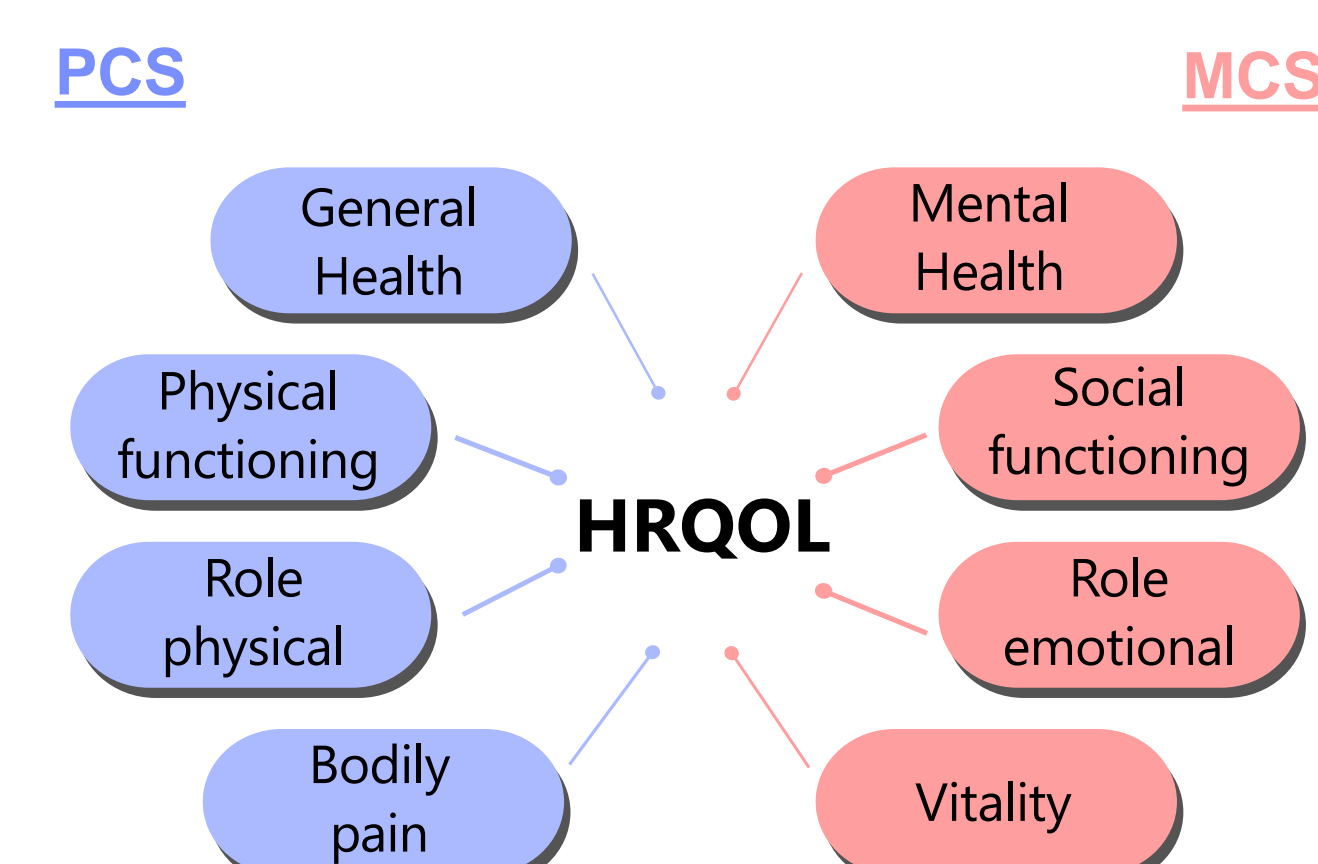 PCS
MCS
General
Health
Mental
Health
Physical
functioning
Social
functioning
HRQOL
Role
physical
Role
emotional
Bodily
pain
Vitality